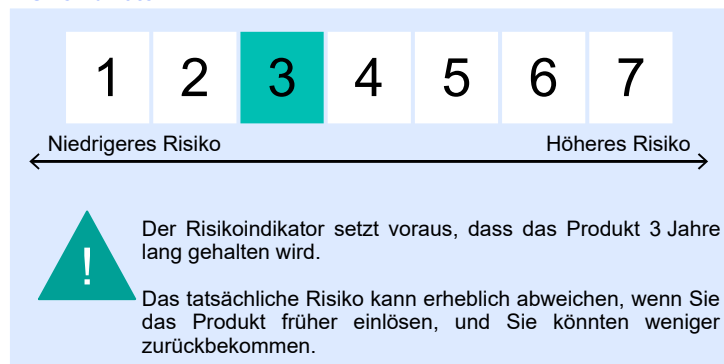 1 2 3 4 5 6 7
Niedrigeres Risiko Höheres Risiko
!
Der Risikoindikator setzt voraus, dass das Produkt 3 Jahre
lang gehalten wird.
Das tatsächliche Risiko kann erheblich abweichen, wenn Sie
das Produkt früher einlösen, und Sie könnten weniger
zurückbekommen.